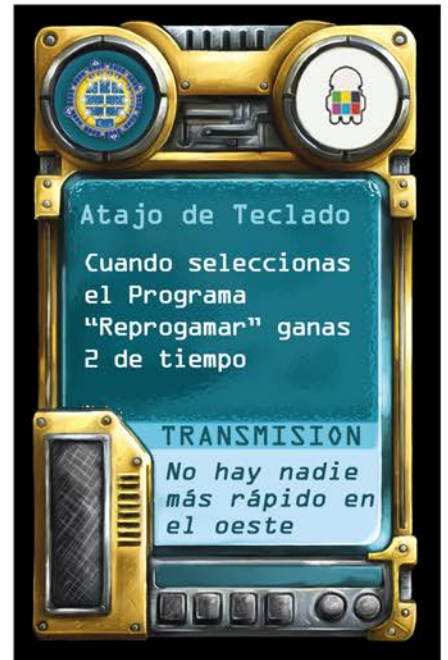 Atajo de Teclado
Cuando seleccionas
el Programa
“Reprogamar” ganas
2 de tiempo
TRANSMISION
No hay nadie
más rápido en
el oeste